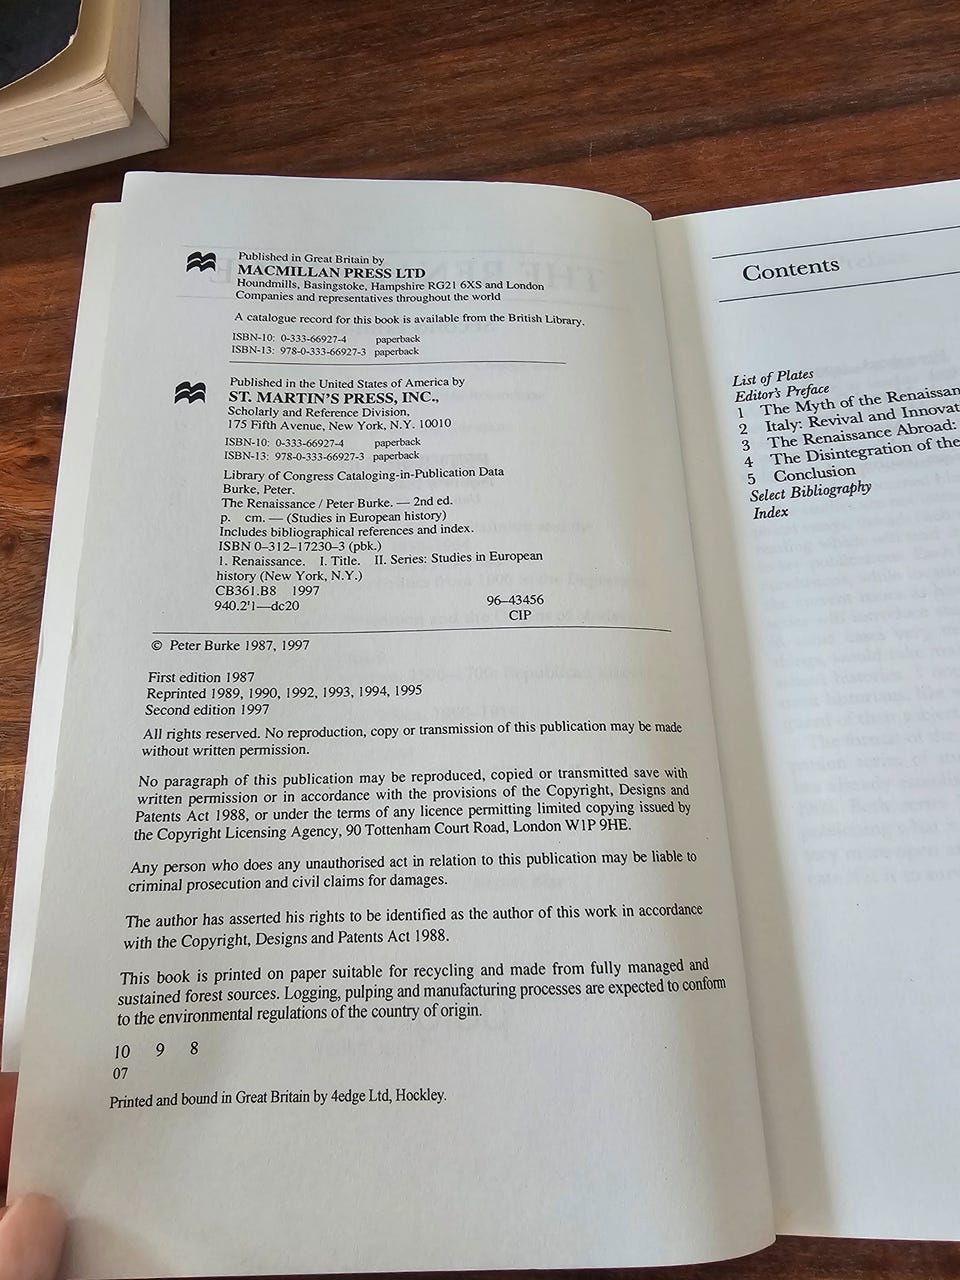 Published in Great Britain by
MACMILLAN PRESS LTD
Houndmills, Basingstoke, Hampshire RG21 6XS and London
Companies and representatives throughout the world
A catalogue record for this book is available from the British Library.
ISBN-10: 0-333-66927-4 paperback
ISBN-13: 978-0-333-66927-3 paperback
Published in the United States of America by
ST. MARTIN'S PRESS, INC.,
Scholarly and Reference Division,
175 Fifth Avenue, New York, N.Y. 10010
ISBN-10: 0-333-66927-4 paperback
ISBN-13: 978-0-333-66927-3 paperback
Library of Congress Cataloging-in-Publication Data
Burke, Peter.
The Renaissance / Peter Burke. — 2nd ed.
p. cm. — (Studies in European history)
Includes bibliographical references and index.
ISBN 0–312–17230–3 (pbk.)
1. Renaissance. I. Title. II. Series: Studies in European
history (New York, N.Y.)
CB361.B8 1997
940.2'1—dc20 96–43456
CIP
© Peter Burke 1987, 1997
First edition 1987
Reprinted 1989, 1990, 1992, 1993, 1994, 1995
Second edition 1997
All rights reserved. No reproduction, copy or transmission of this publication may be made
without written permission.
No paragraph of this publication may be reproduced, copied or transmitted save with
written permission or in accordance with the provisions of the Copyright, Designs and
Patents Act 1988, or under the terms of any licence permitting limited copying issued by
the Copyright Licensing Agency, 90 Tottenham Court Road, London W1P 9HE.
Any person who does any unauthorised act in relation to this publication may be liable to
criminal prosecution and civil claims for damages.
The author has asserted his rights to be identified as the author of this work in accordance
with the Copyright, Designs and Patents Act 1988.
This book is printed on paper suitable for recycling and made from fully managed and
sustained forest sources. Logging, pulping and manufacturing processes are expected to conform
to the environmental regulations of the country of origin.
10 9 8
07
Printed and bound in Great Britain by 4edge Ltd, Hockley.
Contents
List of Plates
Editor's Preface
1 The Myth of the Renaissan
2 Italy: Revival and Innovat
3 The Renaissance Abroad:
4 The Disintegration of the
5 Conclusion
Select Bibliography
Index